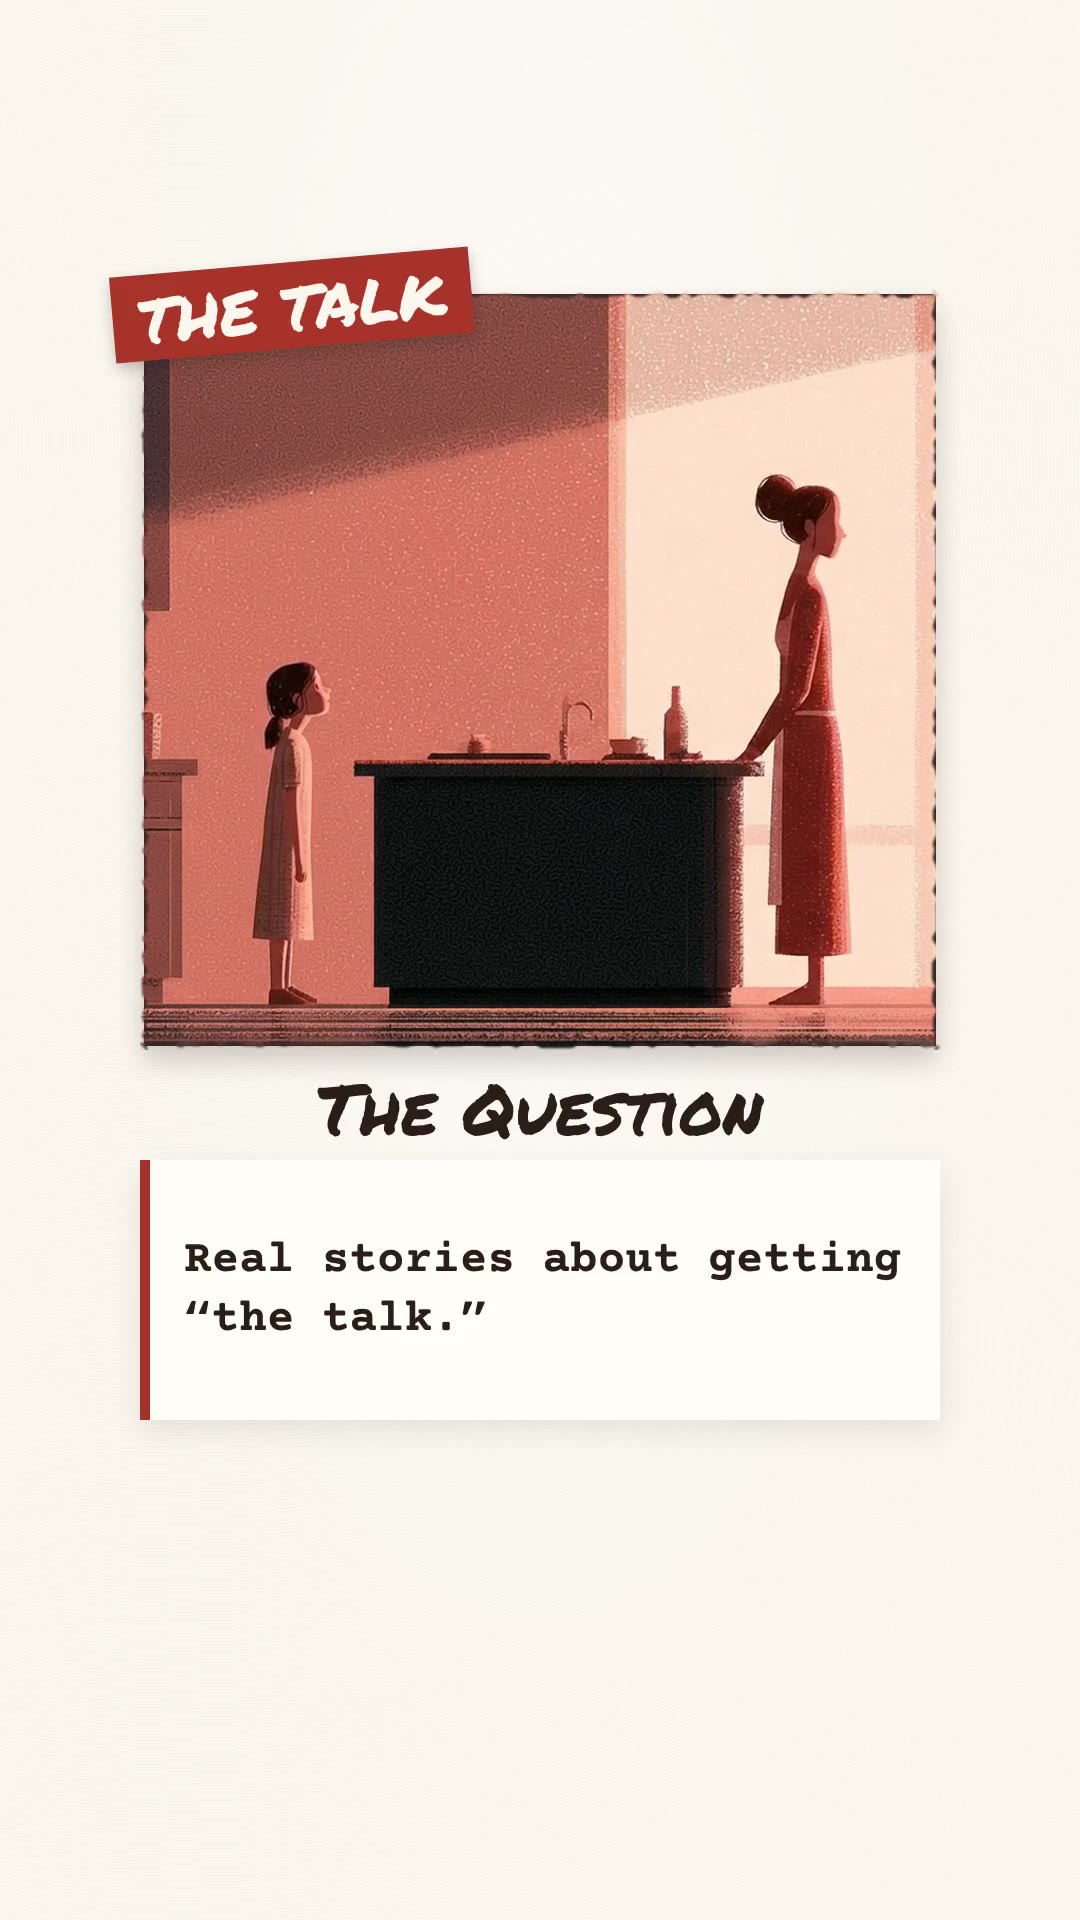 THE TALK
THE QUESTION
Real stories about getting
“the talk.”